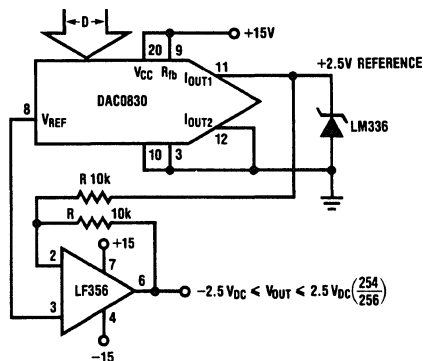 D
+15V
20 9
VCC Rfb IOUT1 11
+2.5V REFERENCE
8 VREF DAC0830
LM336
IOUT2
12
10 3
R 10k
R 10k
+15
2 7
LF356 6 −2.5 VDC ≤ VOUT ≤ 2.5 VDC(254/256)
3 4
−15